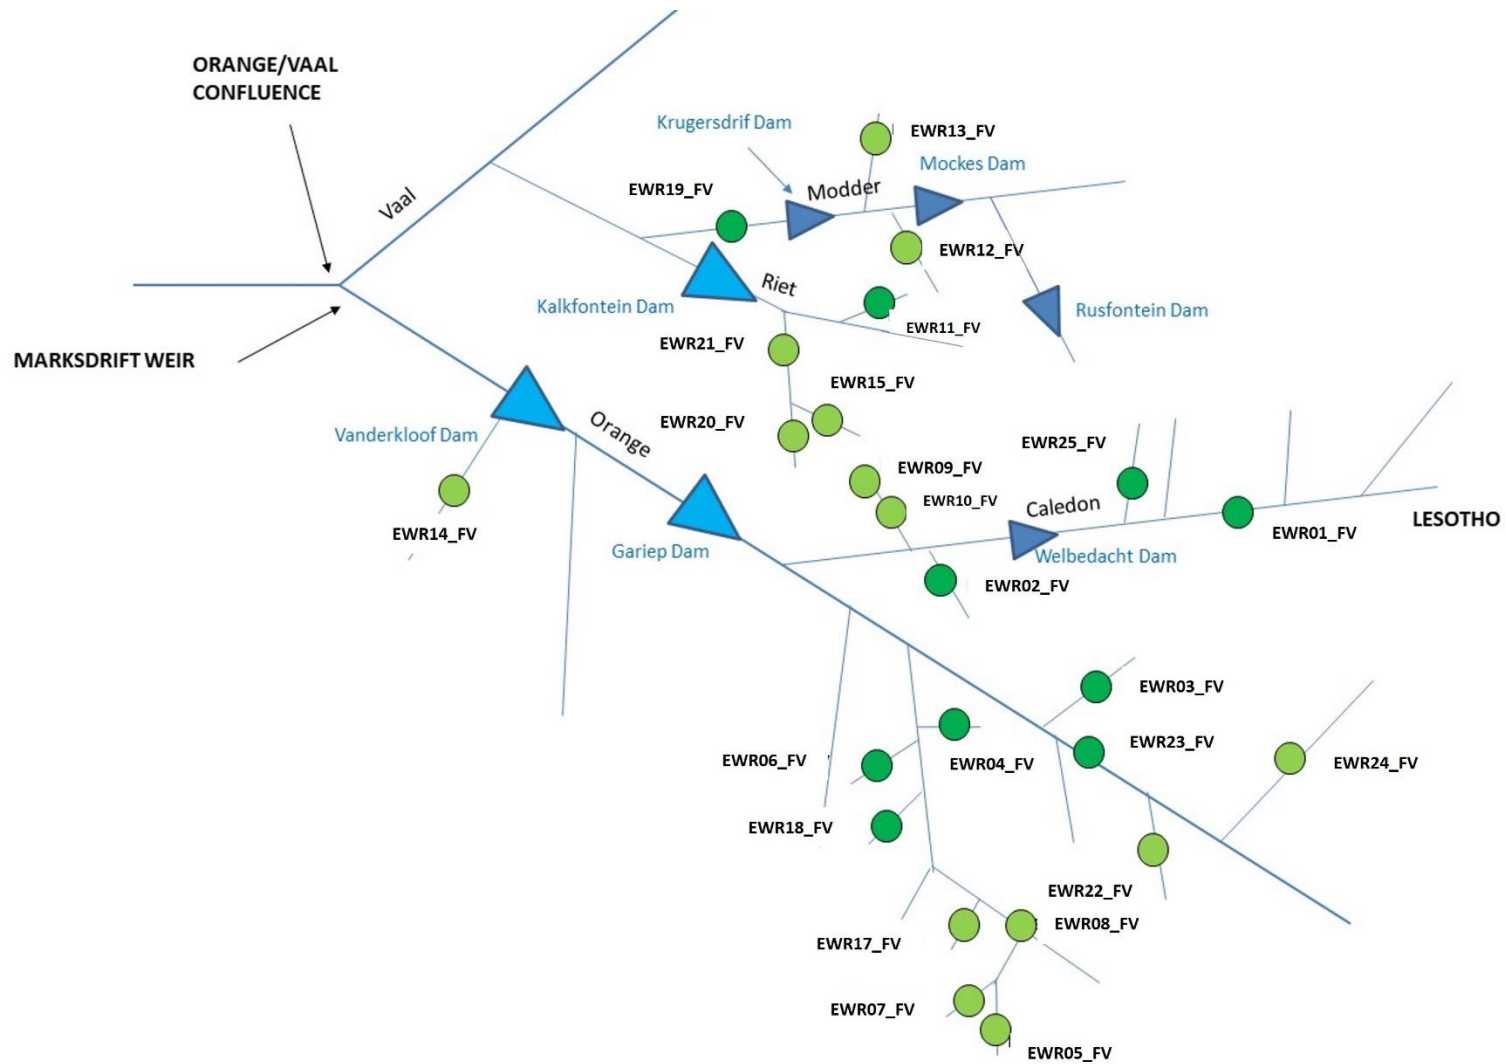 ORANGE/VAAL
CONFLUENCE
Krugersdrif Dam
EWR13_FV
Mockes Dam
EWR19_FV
Modder
Vaal
EWR12_FV
Riet
Kalkfontein Dam
Rusfontein Dam
EWR11_FV
EWR21_FV
MARKSDRIFT WEIR
EWR15_FV
Orange
EWR20_FV
Vanderkloof Dam
EWR25_FV
EWR09_FV
EWR10_FV
Caledon
LESOTHO
EWR14_FV
EWR01_FV
Gariep Dam
Welbedacht Dam
EWR02_FV
EWR03_FV
EWR23_FV
EWR06_FV
EWR04_FV
EWR24_FV
EWR18_FV
EWR22_FV
EWR08_FV
EWR17_FV
EWR07_FV
EWR05_FV